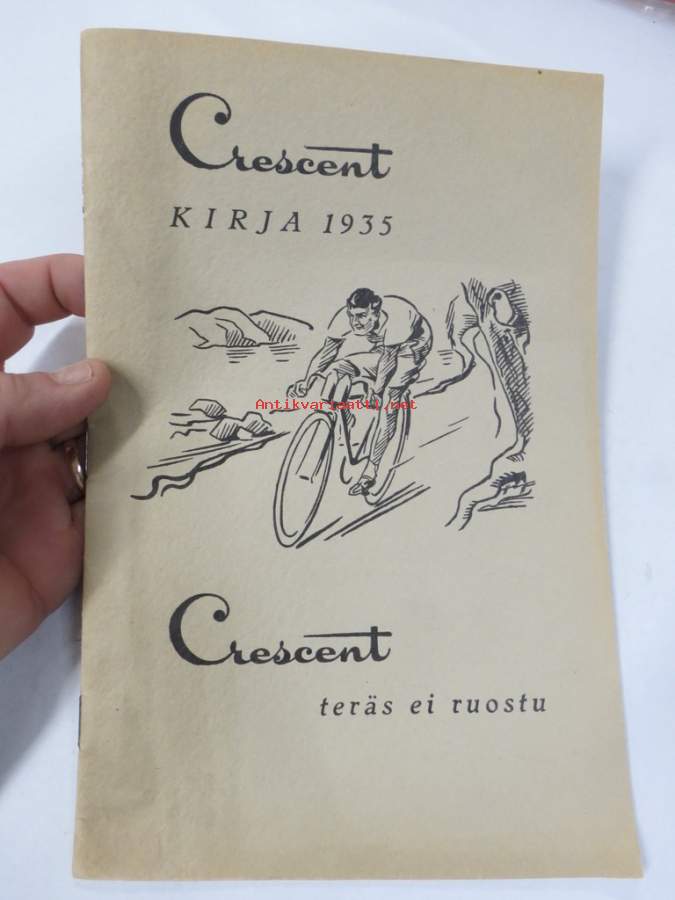 Crescent
KIRJA 1935
Antikvariaatti.net
Crescent
teräs ei ruostu